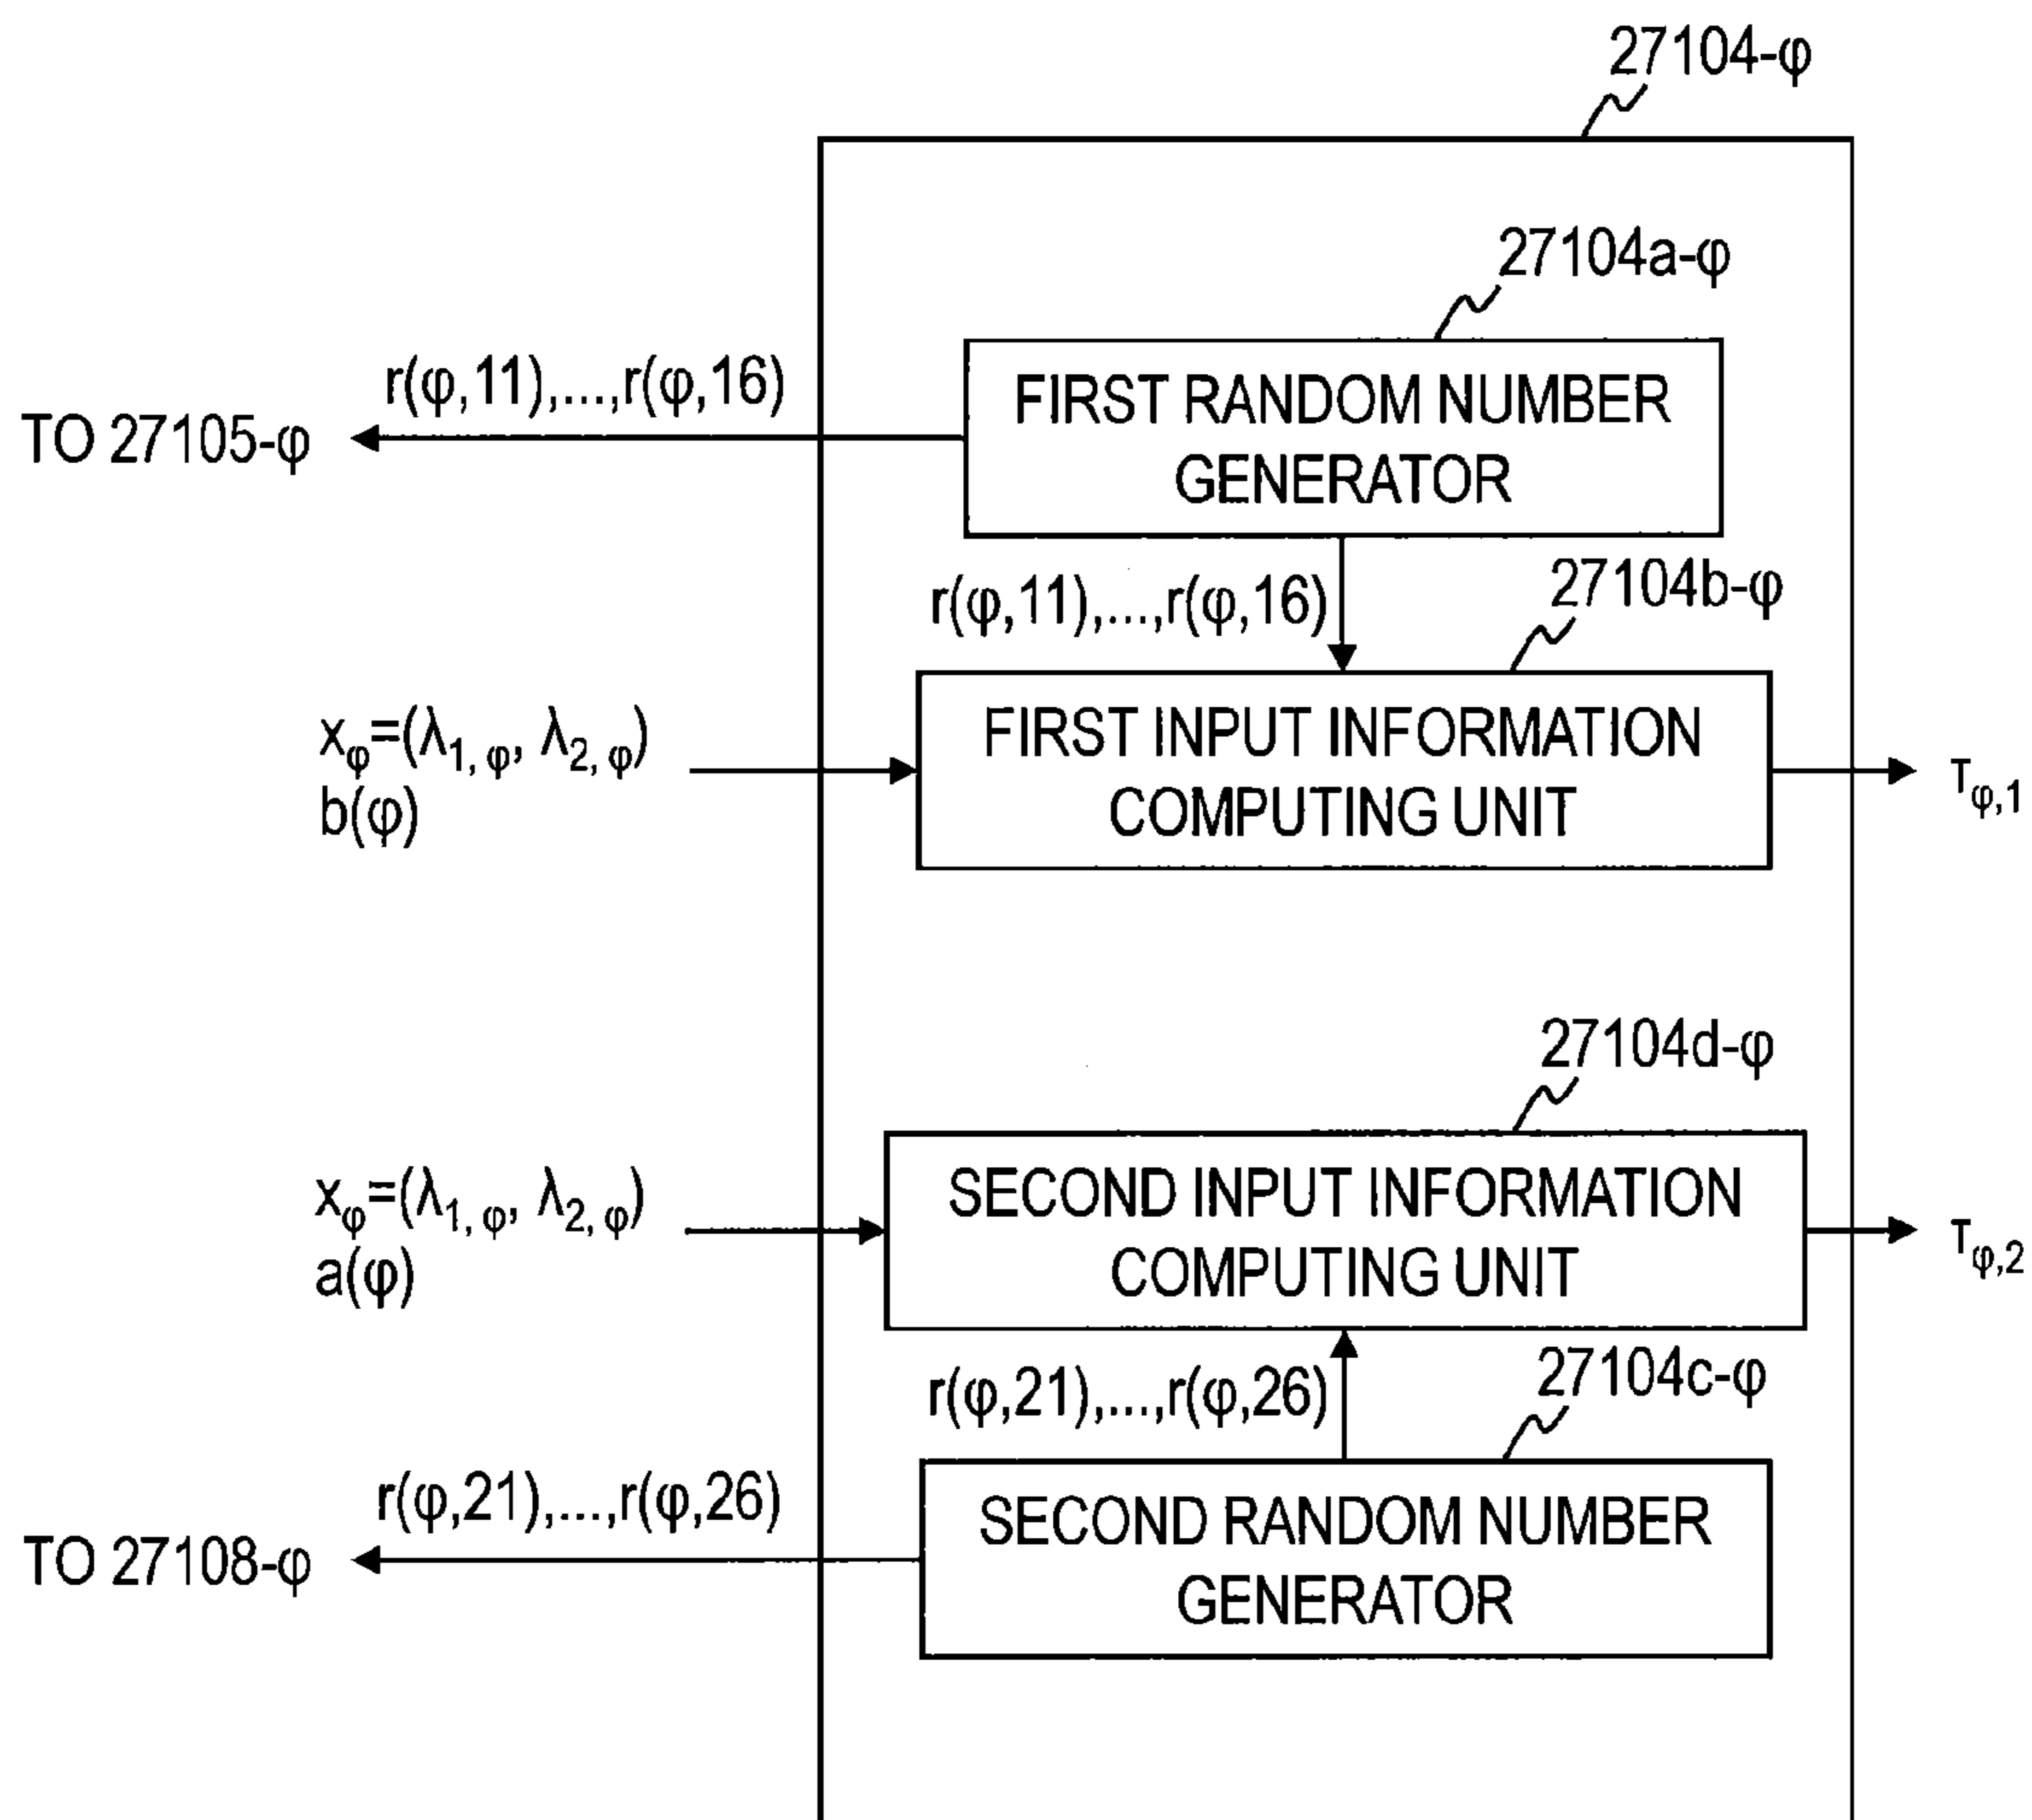 27104-φ
27104a-φ
r(φ,11),...,r(φ,16)
FIRST RANDOM NUMBER
GENERATOR
TO 27105-φ
27104b-φ
r(φ,11),...,r(φ,16)
xφ=(λ1, φ, λ2, φ)
b(φ)
FIRST INPUT INFORMATION
COMPUTING UNIT
τφ,1
27104d-φ
xφ=(λ1, φ, λ2, φ)
a(φ)
SECOND INPUT INFORMATION
COMPUTING UNIT
τφ,2
27104c-φ
r(φ,21),...,r(φ,26)
r(φ,21),...,r(φ,26)
SECOND RANDOM NUMBER
GENERATOR
TO 27108-φ